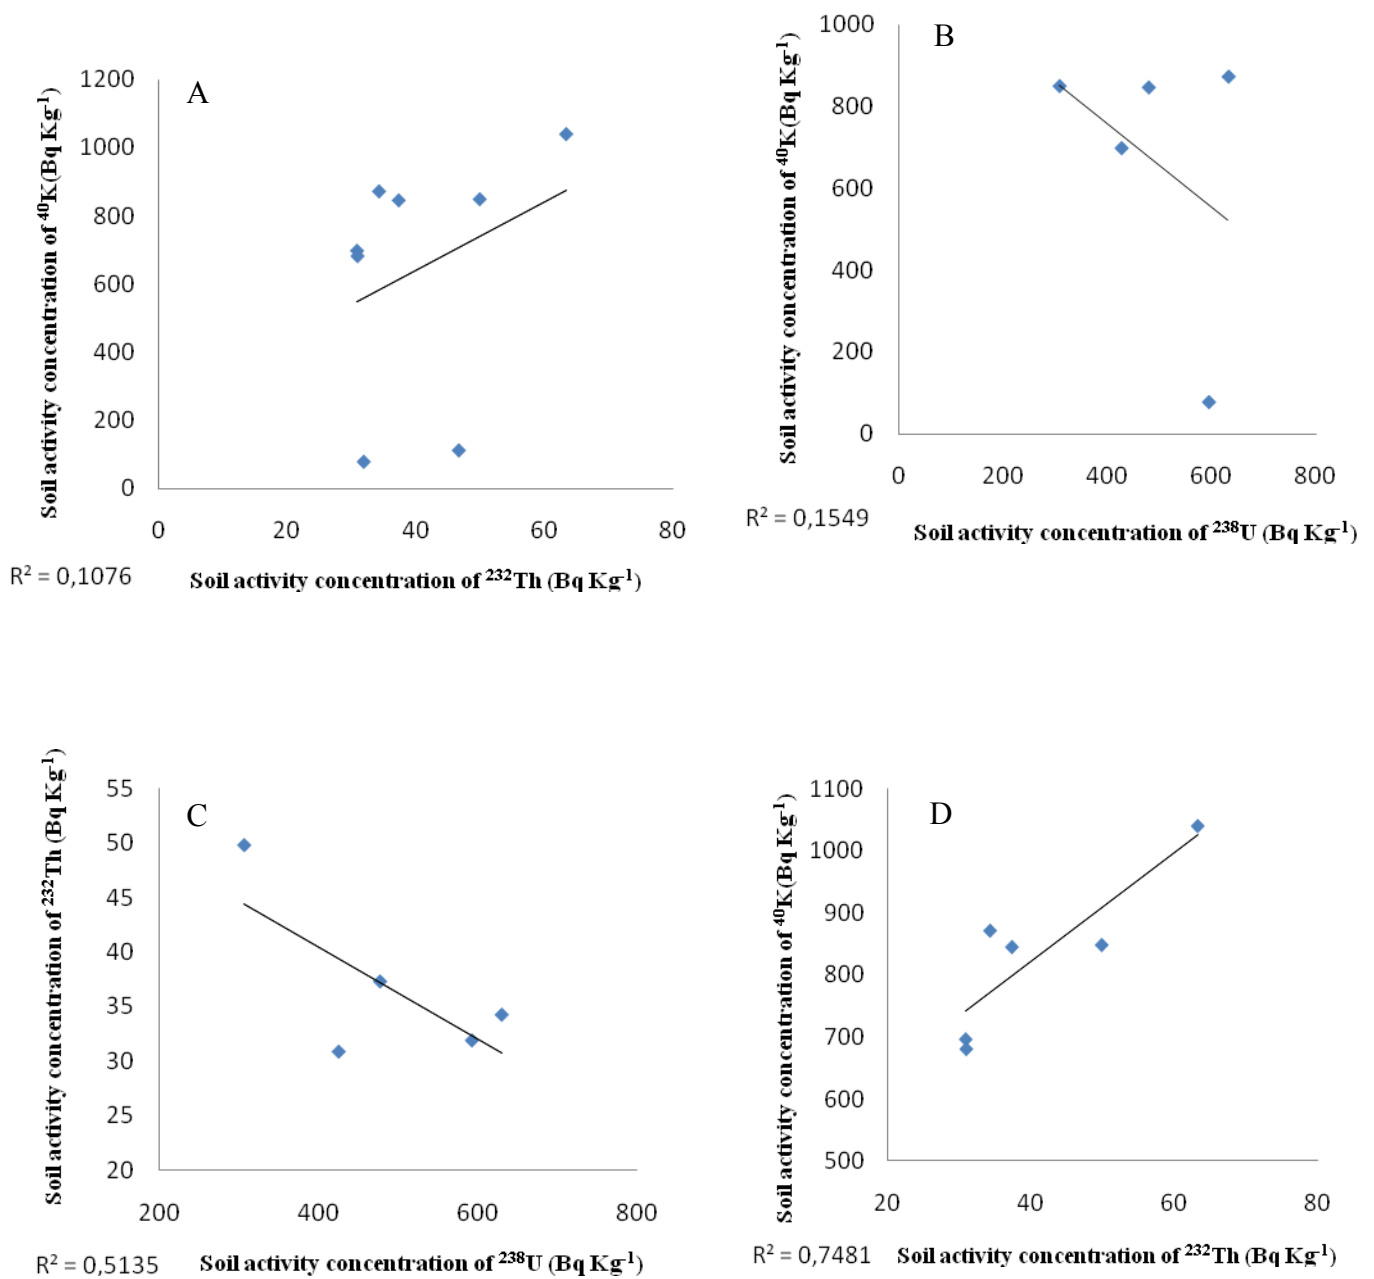 A
Soil activity concentration of ⁴⁰K(Bq Kg⁻¹)
1200
1000
800
600
400
200
0
0 20 40 60 80
R² = 0,1076
Soil activity concentration of ²³²Th (Bq Kg⁻¹)
B
Soil activity concentration of ⁴⁰K(Bq Kg⁻¹)
1000
800
600
400
200
0
0 200 400 600 800
R² = 0,1549
Soil activity concentration of ²³⁸U (Bq Kg⁻¹)
C
Soil activity concentration of ²³²Th (Bq Kg⁻¹)
55
50
45
40
35
30
25
20
200 400 600 800
R² = 0,5135
Soil activity concentration of ²³⁸U (Bq Kg⁻¹)
D
Soil activity concentration of ⁴⁰K(Bq Kg⁻¹)
1100
1000
900
800
700
600
500
20 40 60 80
R² = 0,7481
Soil activity concentration of ²³²Th (Bq Kg⁻¹)